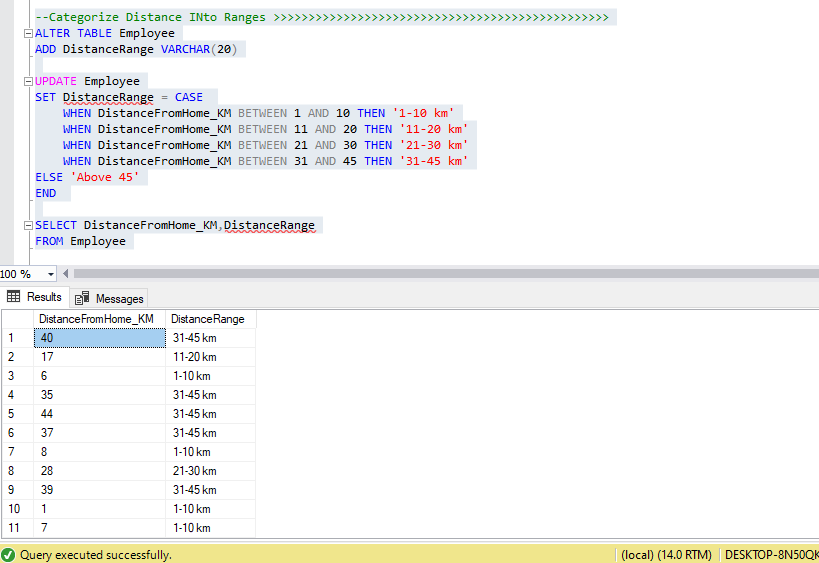 --Categorize Distance INto Ranges >>>>>>>>>>>>>>>>>>>>>>>>>>>>>>>>>>>>>>>>>>>>>>>>
ALTER TABLE Employee
ADD DistanceRange VARCHAR(20)
UPDATE Employee
SET DistanceRange = CASE
WHEN DistanceFromHome_KM BETWEEN 1 AND 10 THEN '1-10 km'
WHEN DistanceFromHome_KM BETWEEN 11 AND 20 THEN '11-20 km'
WHEN DistanceFromHome_KM BETWEEN 21 AND 30 THEN '21-30 km'
WHEN DistanceFromHome_KM BETWEEN 31 AND 45 THEN '31-45 km'
ELSE 'Above 45'
END
SELECT DistanceFromHome_KM,DistanceRange
FROM Employee
100 %
Results Messages
DistanceFromHome_KM DistanceRange
1 40 31-45 km
2 17 11-20 km
3 6 1-10 km
4 35 31-45 km
5 44 31-45 km
6 37 31-45 km
7 8 1-10 km
8 28 21-30 km
9 39 31-45 km
10 1 1-10 km
11 7 1-10 km
Query executed successfully. (local) (14.0 RTM) DESKTOP-8N50QK